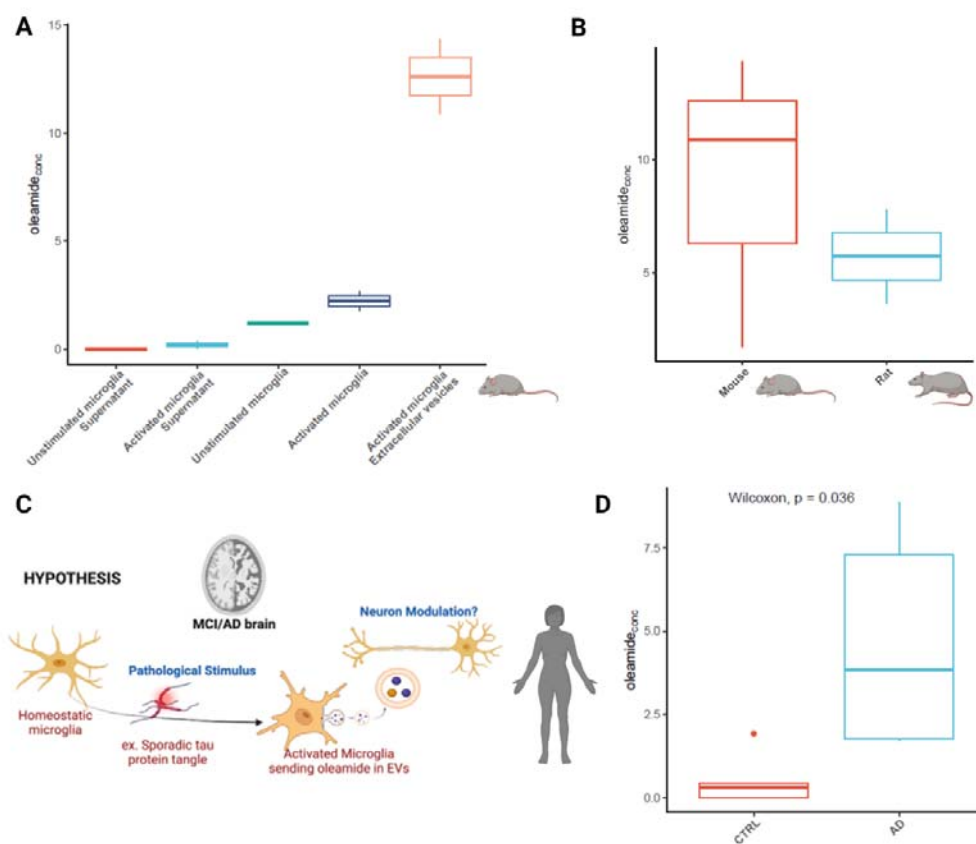 A
15
10
5
0
oleamideconc
Unstimulated microglia
Supernatant
Activated microglia
Supernatant
Unstimulated microglia
Activated microglia
Activated microglia
Extracellular vesicles
B
10
5
oleamideconc
Mouse
Rat
C
HYPOTHESIS
MCI/AD brain
Neuron Modulation?
Pathological Stimulus
Homeostatic
microglia
ex. Sporadic tau
protein tangle
Activated Microglia
sending oleamide in EVs
D
Wilcoxon, p = 0.036
7.5
5.0
2.5
0.0
oleamideconc
CTRL
AD